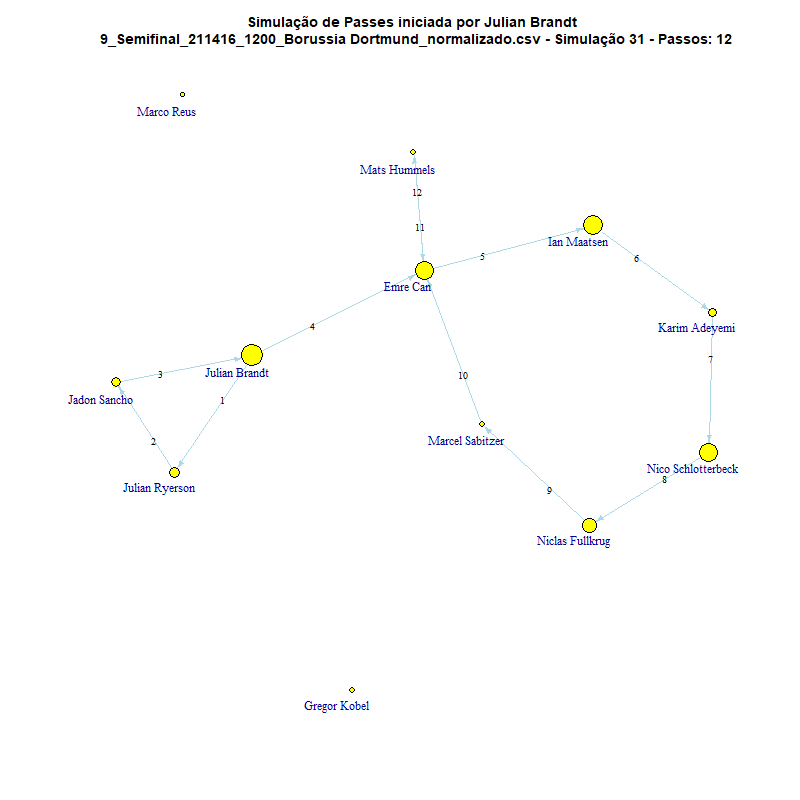 Simulação de Passes iniciada por Julian Brandt
9_Semifinal_211416_1200_Borussia Dortmund_normalizado.csv - Simulação 31 - Passos: 12
Marco Reus
Mats Hummels
12
11
Ian Maatsen
5
6
Emre Can
Karim Adeyemi
4
7
Julian Brandt
3
10
Jadon Sancho
1
2
Marcel Sabitzer
Nico Schlotterbeck
8
Julian Ryerson
9
Niclas Fullkrug
Gregor Kobel